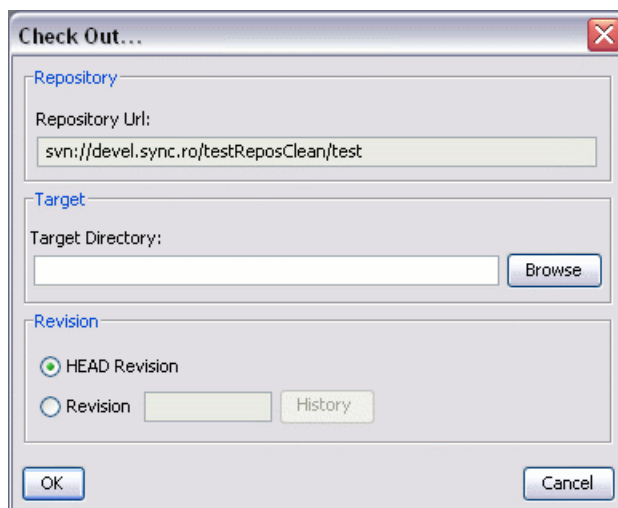 Check Out...
Repository
Repository Url:
svn://devel.sync.ro/testReposClean/test
Target
Target Directory:
Browse
Revision
HEAD Revision
Revision
History
OK
Cancel